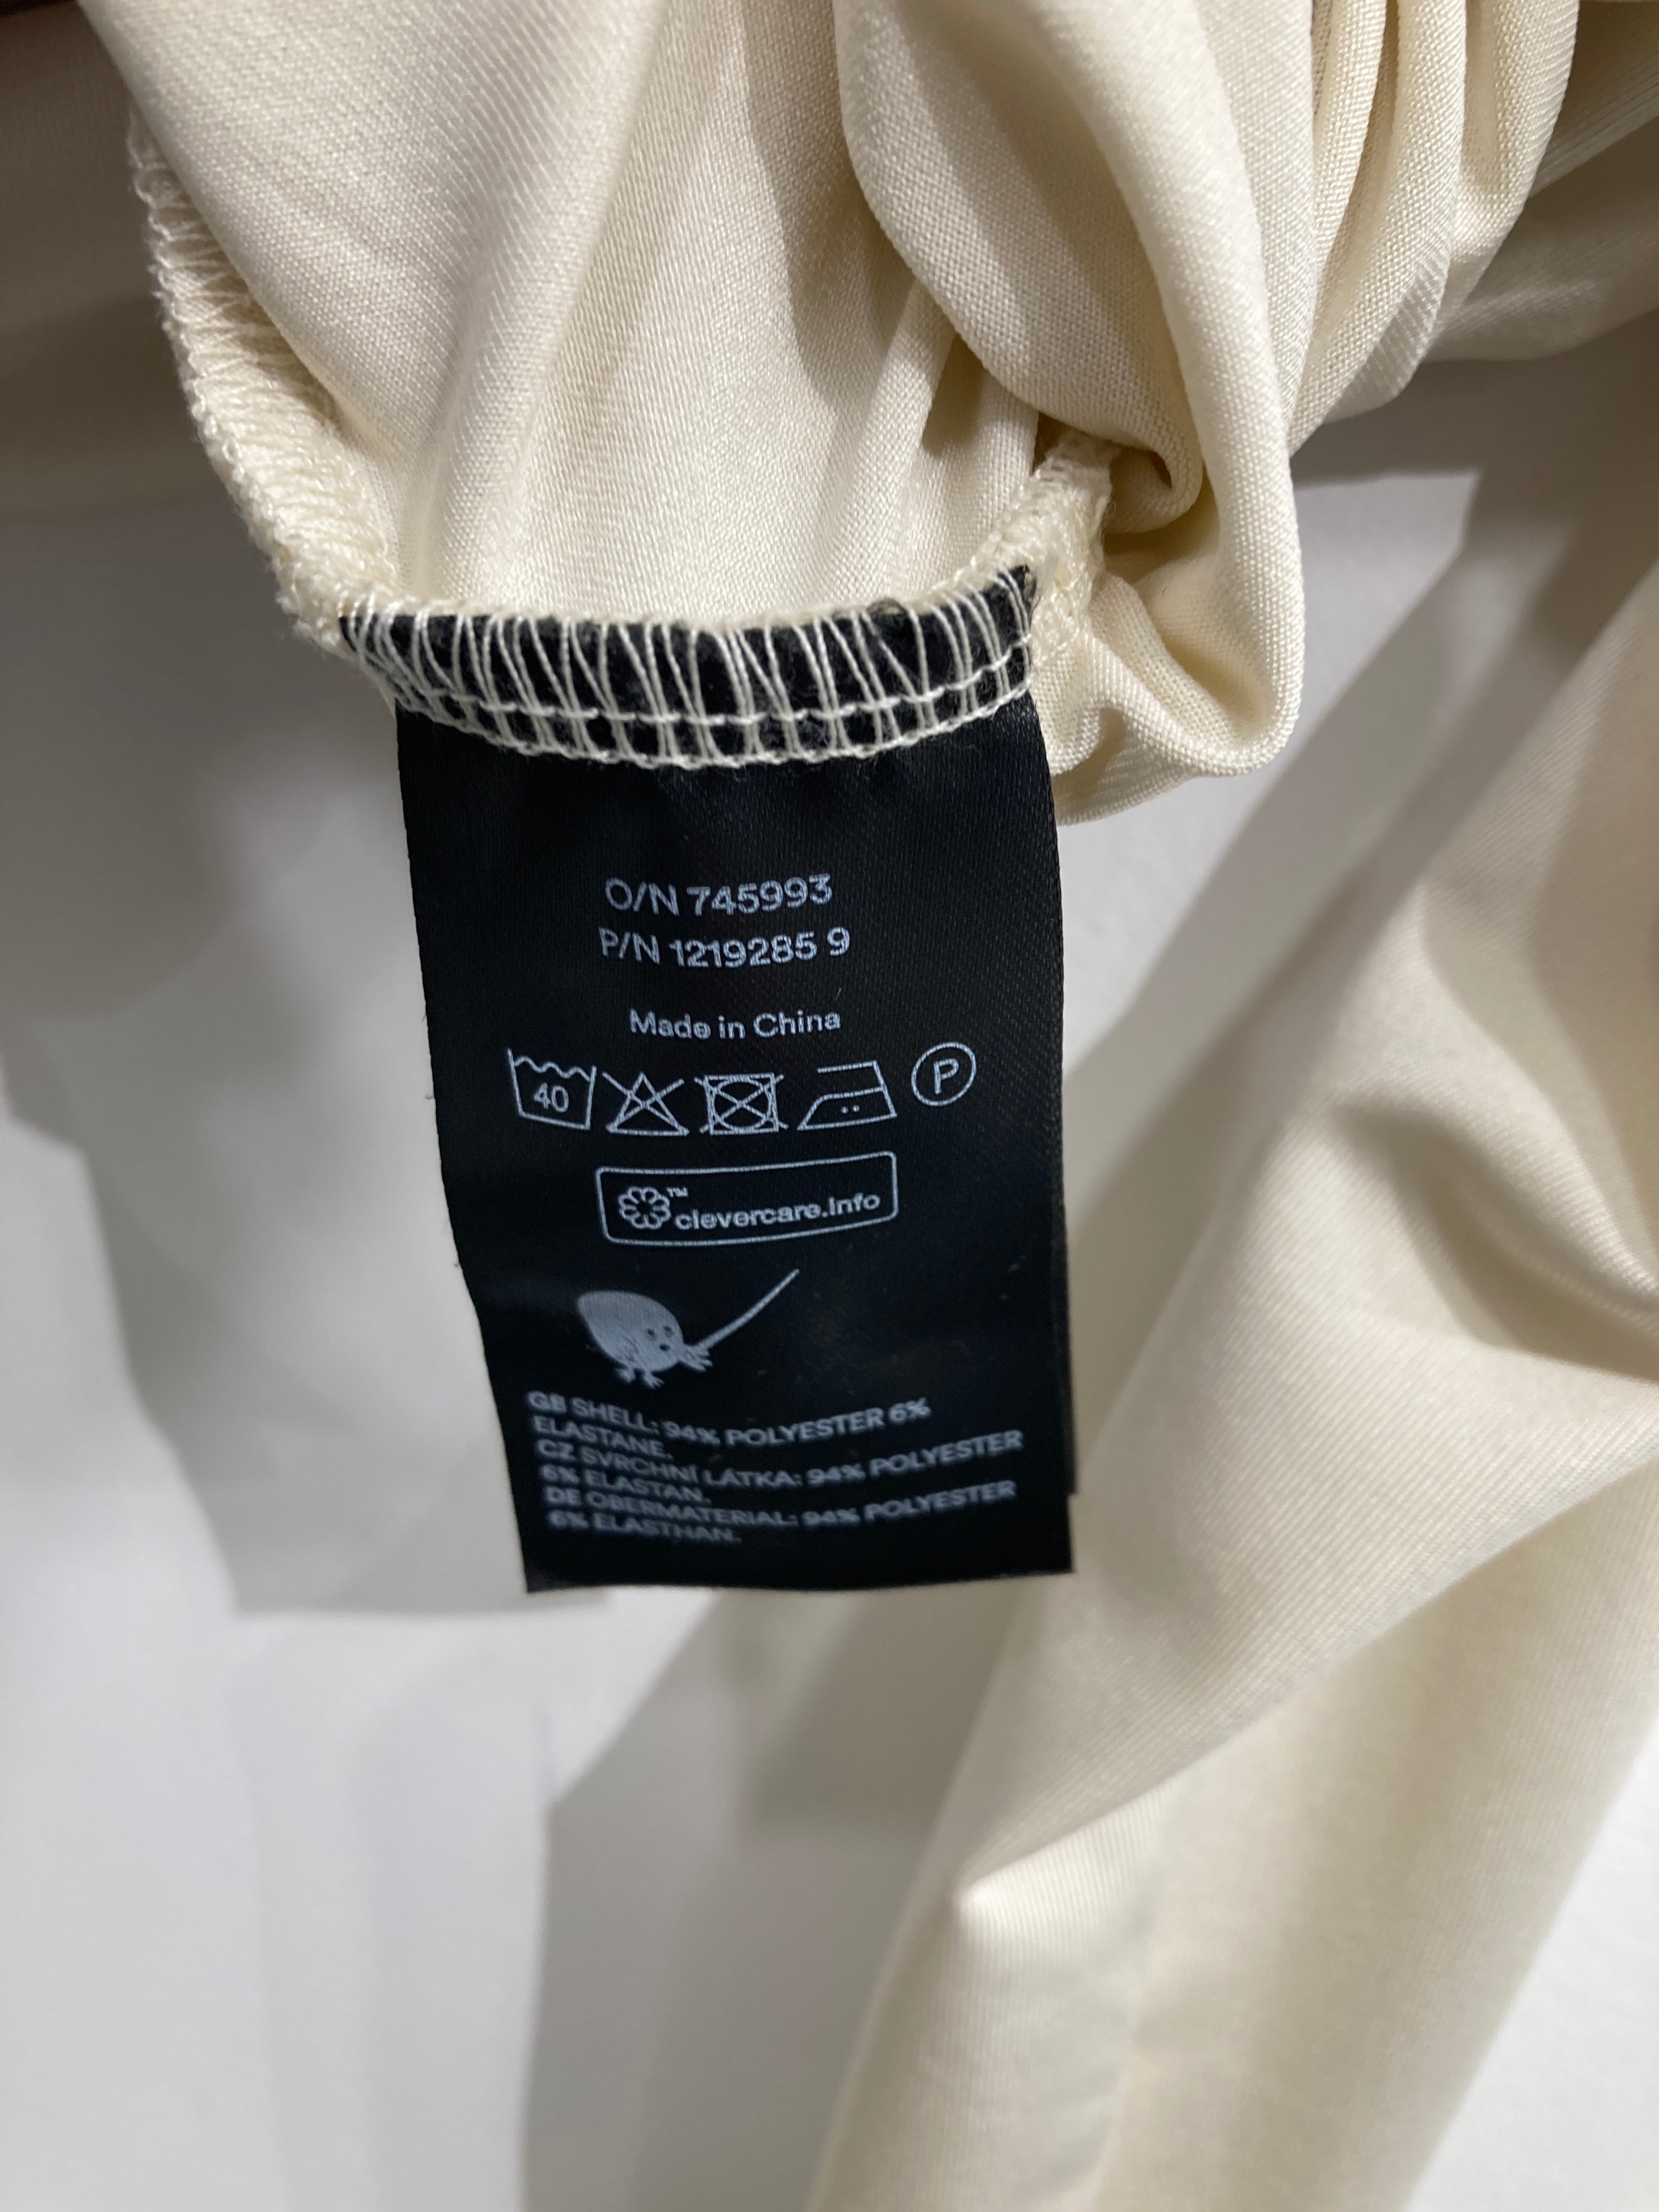 O/N 745993
P/N 1219285 9
Made in China
40
P
™ clevercare.info
GB SHELL: 94% POLYESTER 6%
ELASTANE.
CZ SVRCHNÍ LÁTKA: 94% POLYESTER
6% ELASTAN.
DE OBERMATERIAL: 94% POLYESTER
6% ELASTHAN.